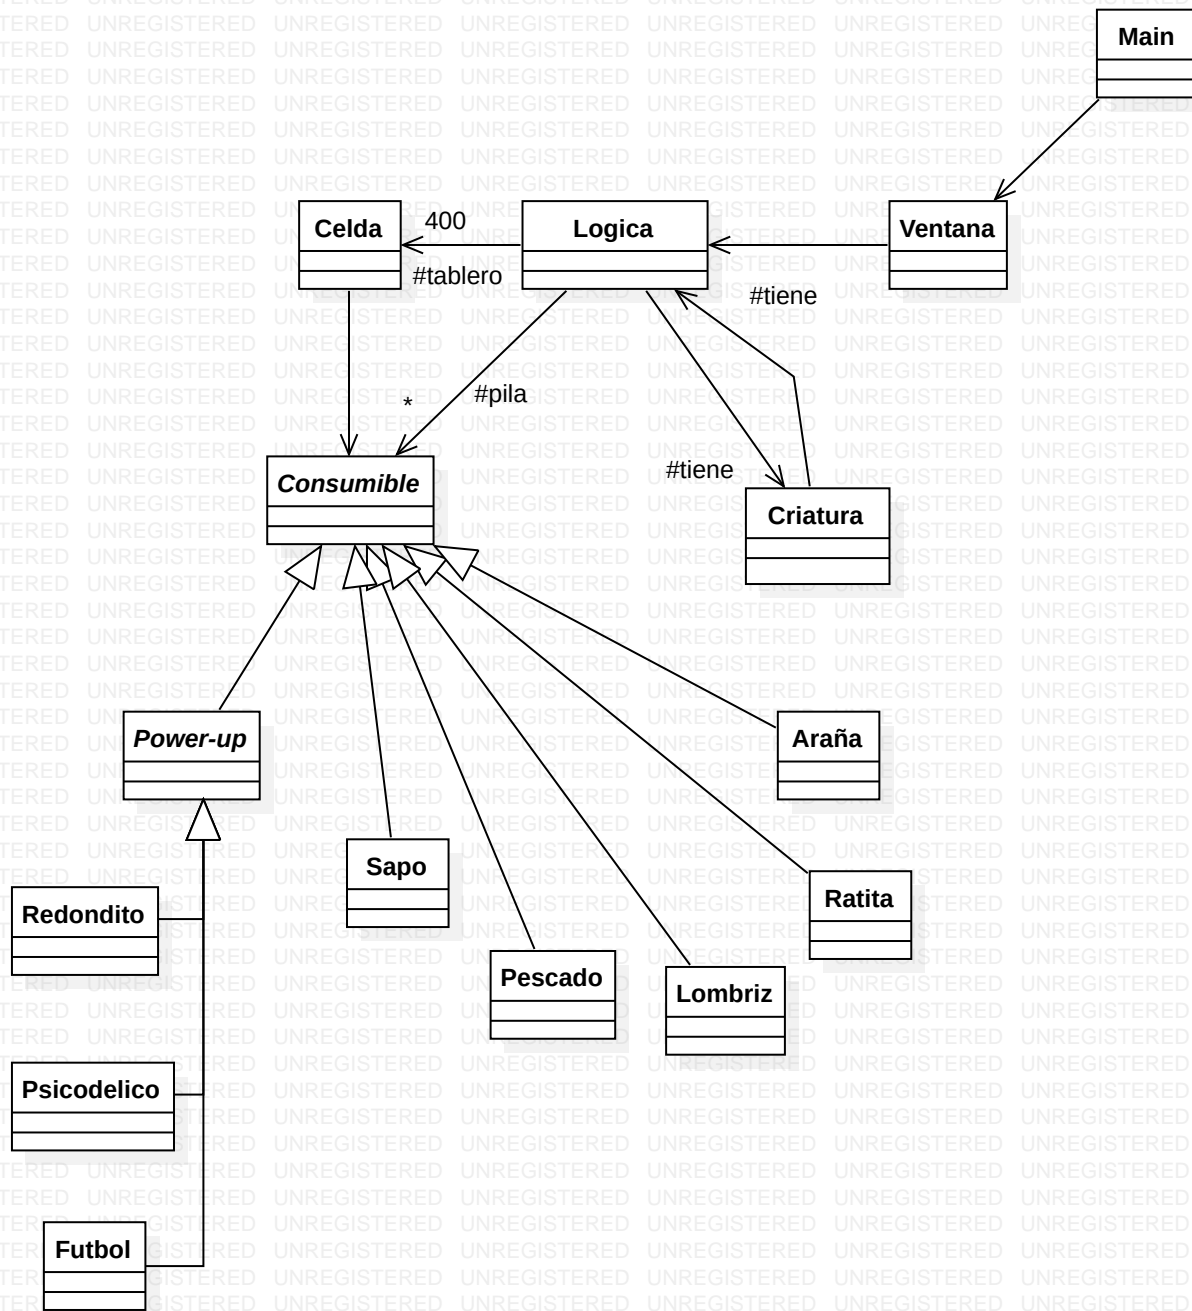 Main
Celda
400
Logica
Ventana
#tablero
#tiene
#pila
*
#tiene
Consumible
Criatura
Power-up
Araña
Sapo
Ratita
Redondito
Pescado
Lombriz
Psicodelico
Futbol
UNREGISTERED